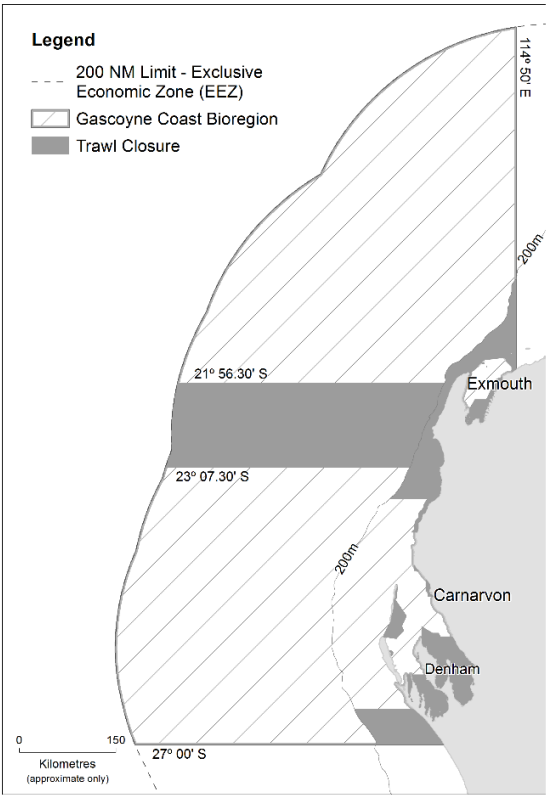 Legend
200 NM Limit - Exclusive
Economic Zone (EEZ)
Gascoyne Coast Bioregion
Trawl Closure
114º 50' E
200m
21º 56.30' S
Exmouth
23º 07.30' S
200m
Carnarvon
Denham
0 150
Kilometres
(approximate only)
27º 00' S